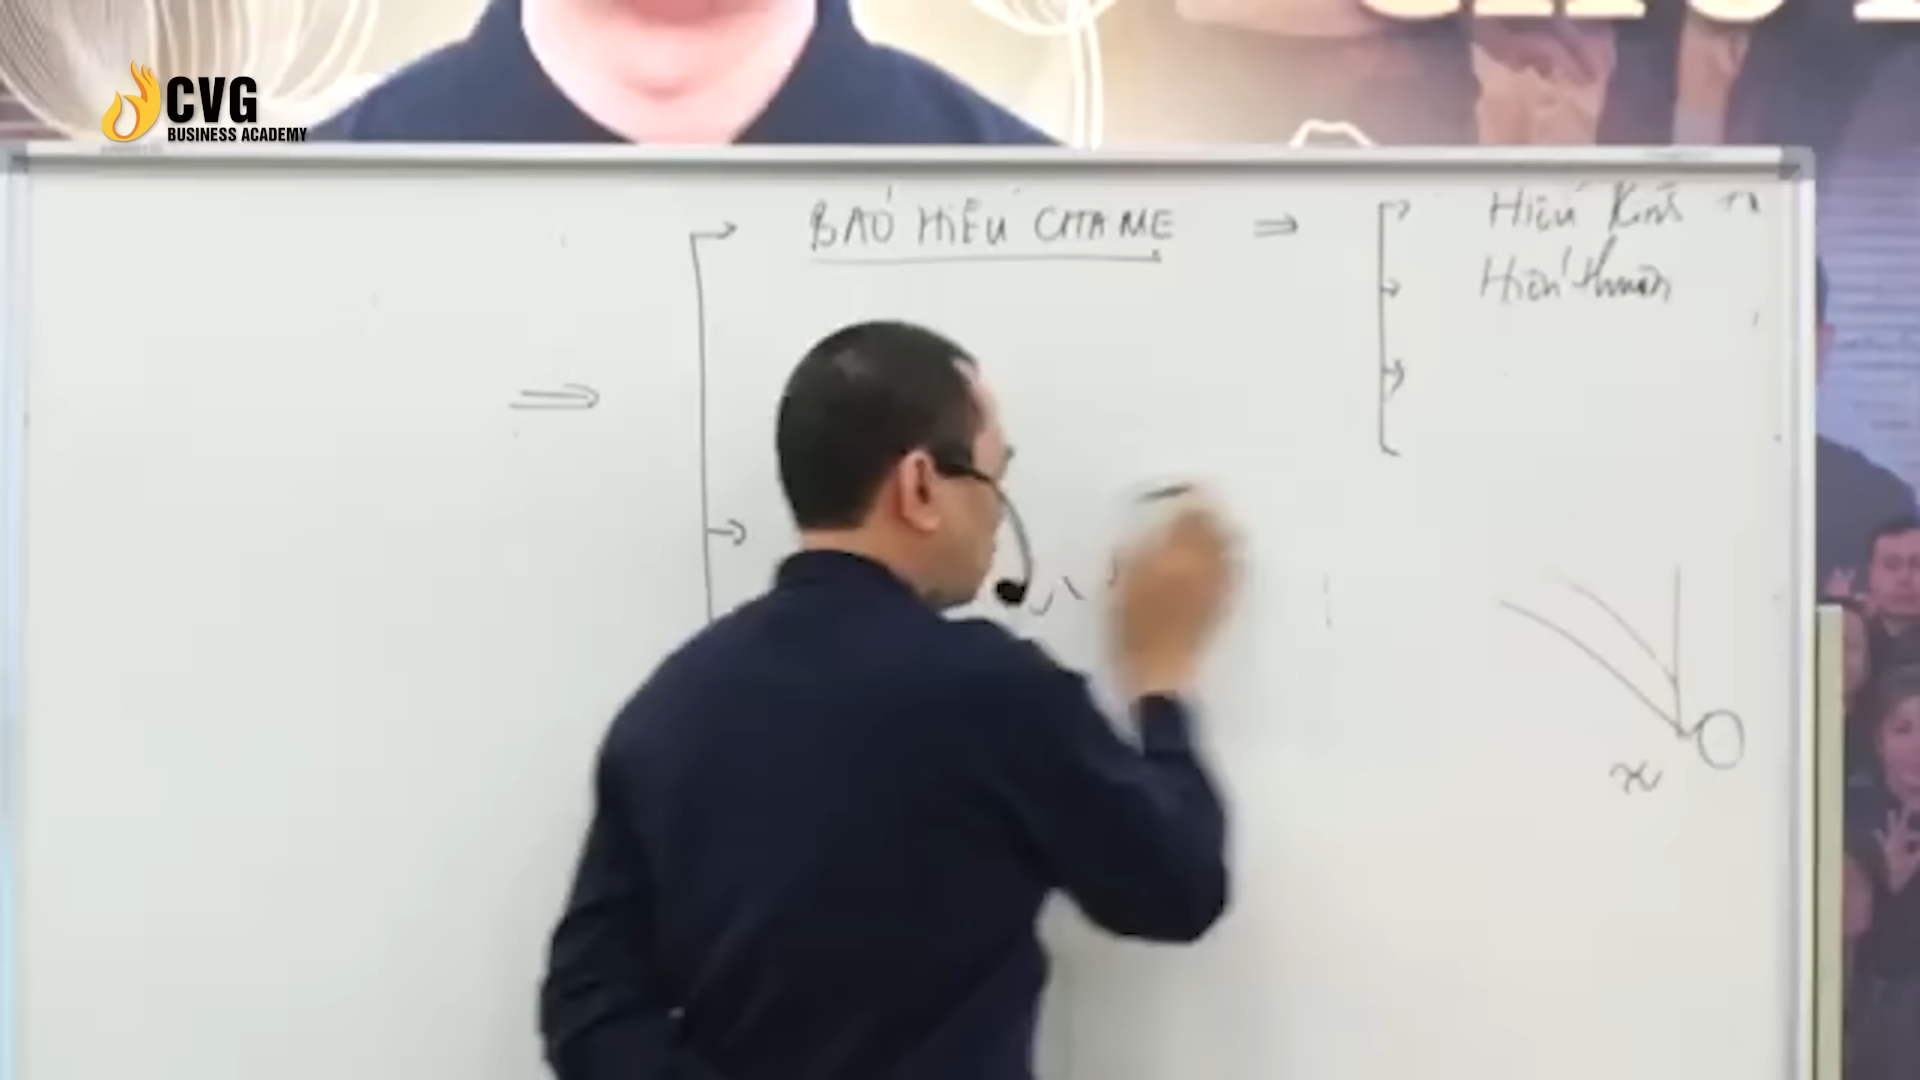 CVG
BUSINESS ACADEMY
BÁO HIẾU CHA MẸ ⇒
Hiếu Kính
Hiếu thuận
x